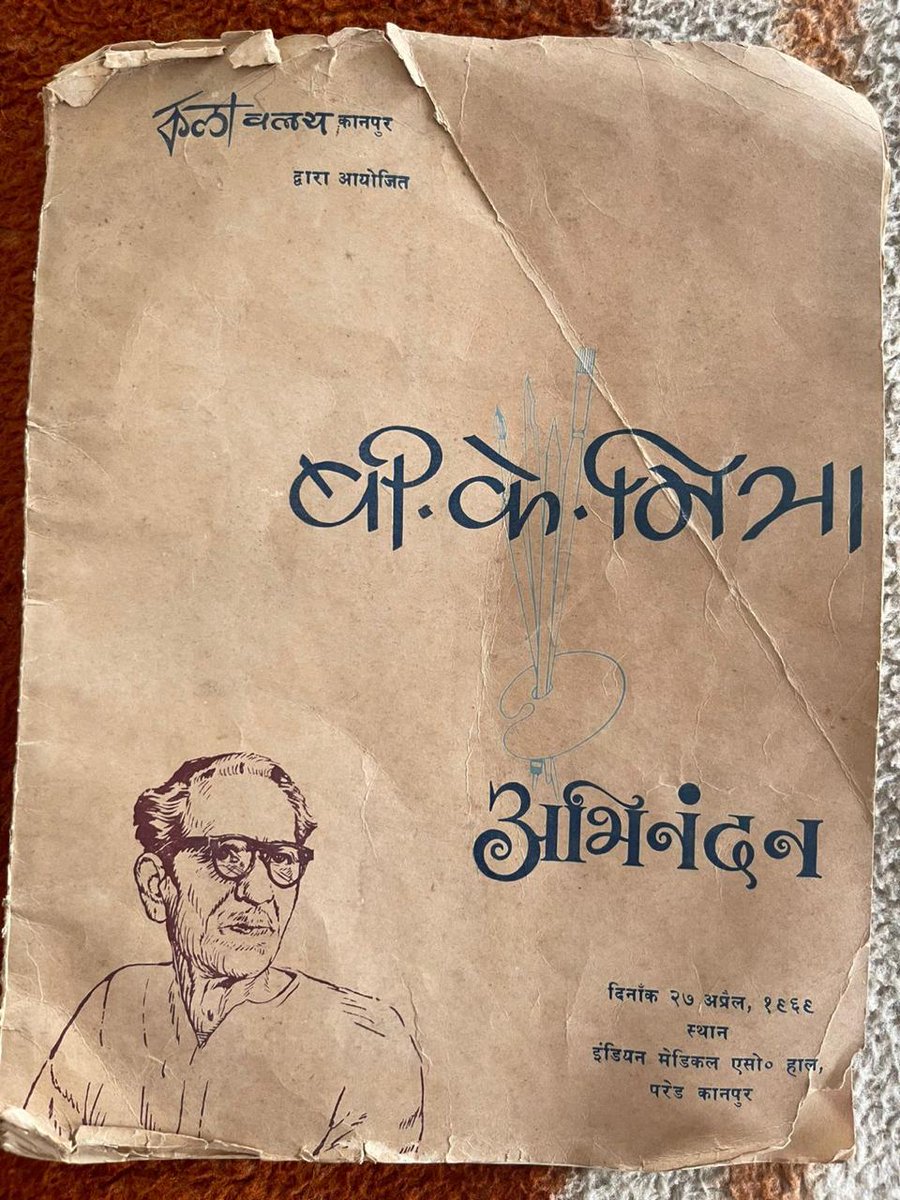 कला वलय कानपुर
द्वारा आयोजित
बी. के. मित्रा
अभिनंदन
दिनाँक २७ अप्रैल, १९६९
स्थान
इंडियन मेडिकल एसो० हाल,
परेड कानपुर